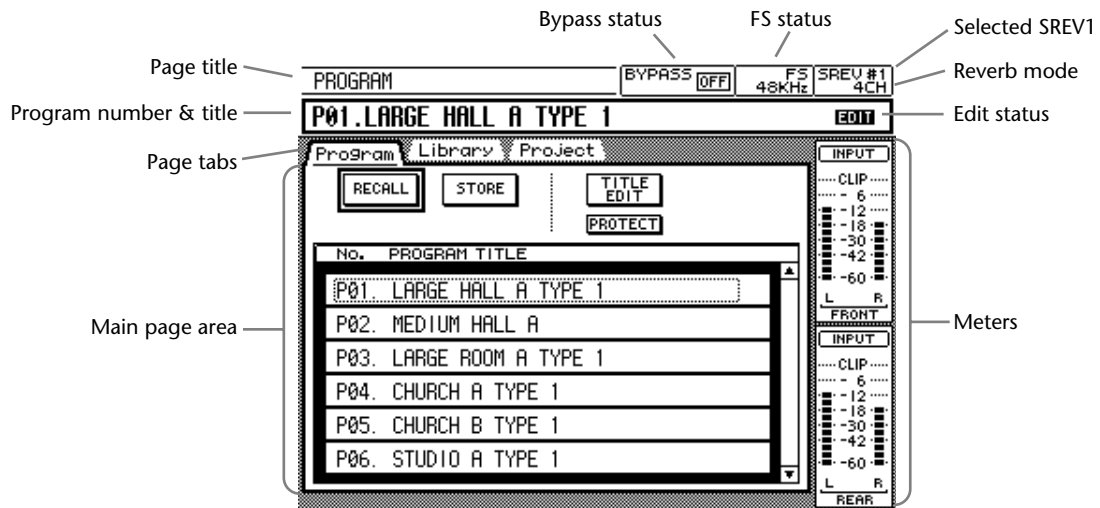 Bypass status
FS status
Selected SREV1
Page title
PROGRAM
BYPASS OFF
FS 48KHz
SREV #1 4CH
Reverb mode
Program number & title
P01.LARGE HALL A TYPE 1
EDIT
Edit status
Page tabs
Program
Library
Project
RECALL
STORE
TITLE EDIT
PROTECT
No. PROGRAM TITLE
P01. LARGE HALL A TYPE 1
P02. MEDIUM HALL A
P03. LARGE ROOM A TYPE 1
P04. CHURCH A TYPE 1
P05. CHURCH B TYPE 1
P06. STUDIO A TYPE 1
Main page area
INPUT
CLIP
- 6
-12
-18
-30
-42
-60
L R
FRONT
INPUT
CLIP
- 6
-12
-18
-30
-42
-60
L R
REAR
Meters